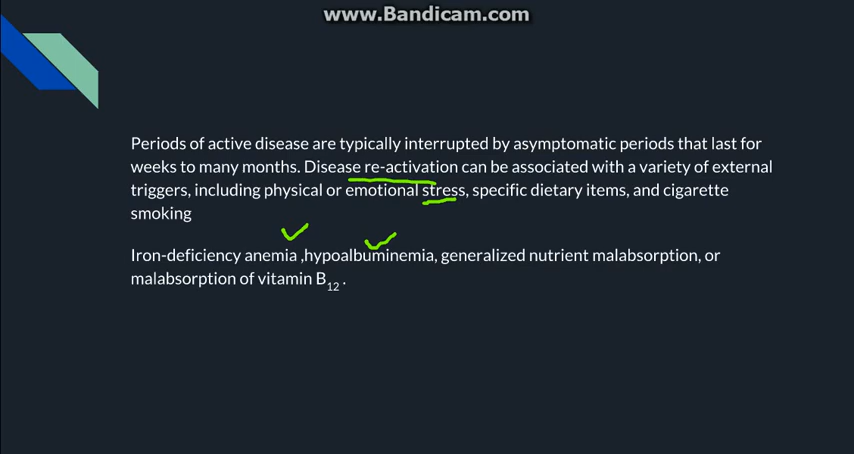 www.Bandicam.com
Periods of active disease are typically interrupted by asymptomatic periods that last for
weeks to many months. Disease re-activation can be associated with a variety of external
triggers, including physical or emotional stress, specific dietary items, and cigarette
smoking
Iron-deficiency anemia ,hypoalbuminemia, generalized nutrient malabsorption, or
malabsorption of vitamin B12 .